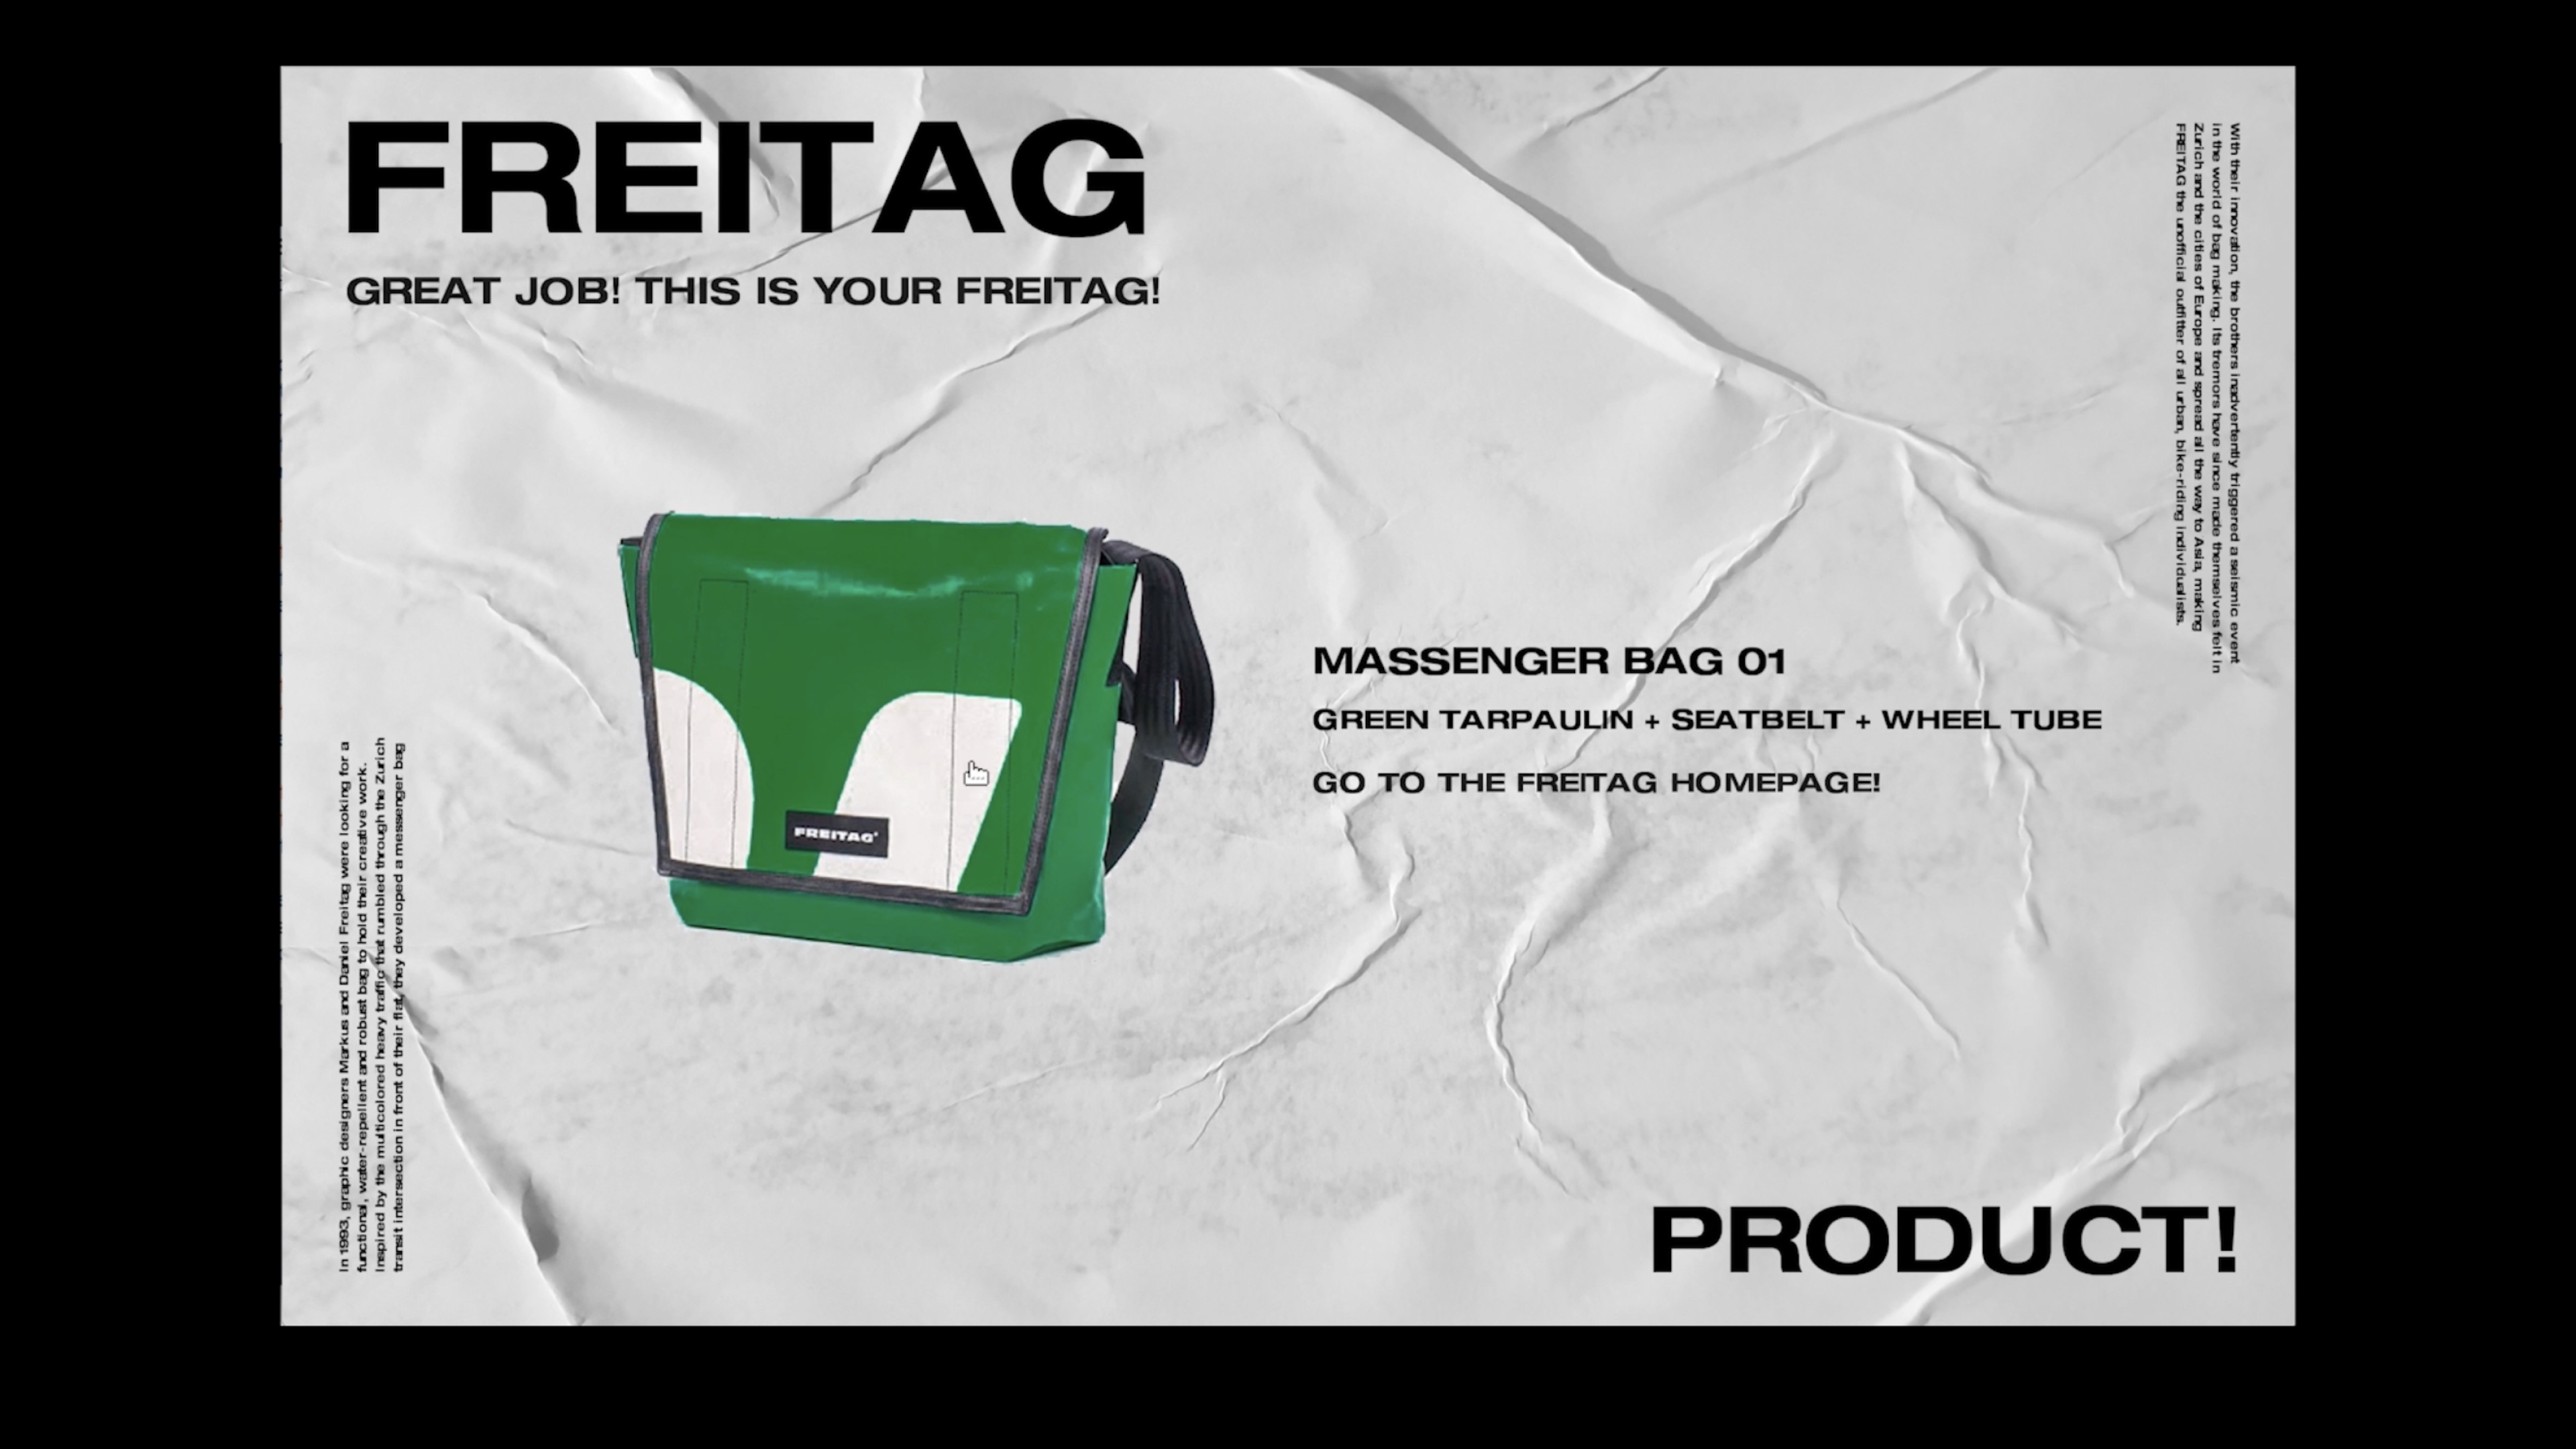 FREITAG
GREAT JOB! THIS IS YOUR FREITAG!
With their innovation, the brothers inadvertently triggered a seismic event
in the world of bag making. Its tremors have since made themselves felt in
Zurich and the cities of Europe and spread all the way to Asia, making
FREITAG the unofficial outfitter of all urban, bike-riding individualists.
FREITAG®
MASSENGER BAG 01
GREEN TARPAULIN + SEATBELT + WHEEL TUBE
GO TO THE FREITAG HOMEPAGE!
In 1993, graphic designers Markus and Daniel Freitag were looking for a
functional, water-repellent and robust bag to hold their creative work.
Inspired by the multicolored heavy traffic that rumbled through the Zurich
transit intersection in front of their flat, they developed a messenger bag
PRODUCT!